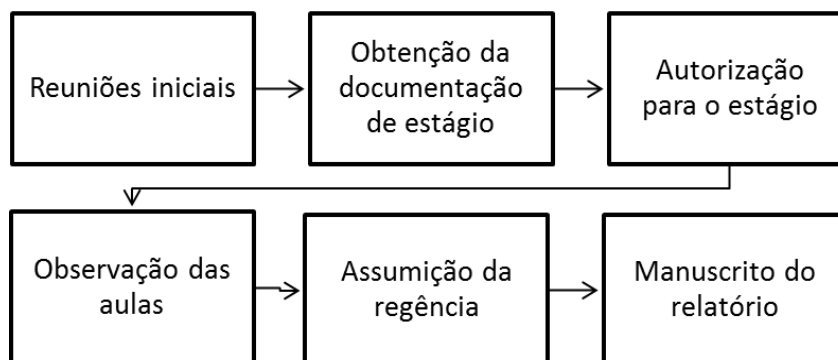 Reuniões iniciais
Obtenção da
documentação
de estágio
Autorização
para o estágio
Observação das
aulas
Assumição da
regência
Manuscrito do
relatório